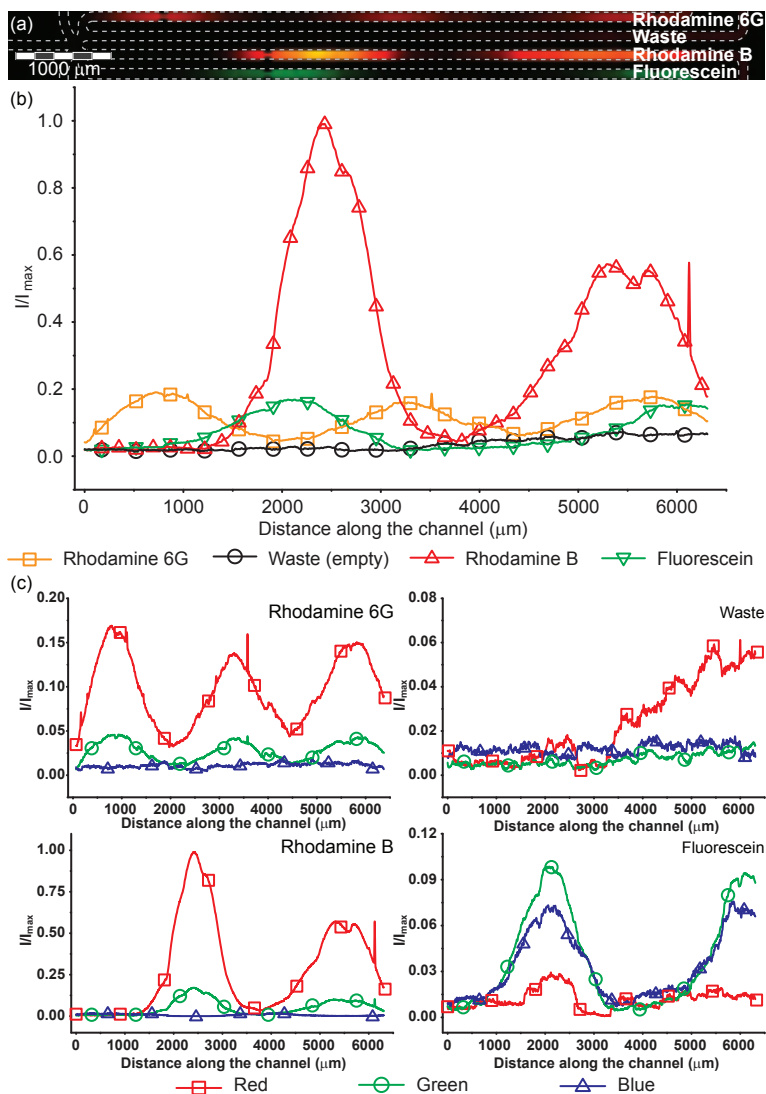 (a)
Rhodamine 6G
Waste
Rhodamine B
Fluorescein
1000 μm
(b)
1.0
0.8
0.6
0.4
0.2
0.0
I/I max
0 1000 2000 3000 4000 5000 6000
Distance along the channel (μm)
Rhodamine 6G Waste (empty) Rhodamine B Fluorescein
(c)
Rhodamine 6G
0.20
0.15
0.10
0.05
0.00
I/Imax
0 1000 2000 3000 4000 5000 6000
Distance along the channel (μm)
Waste
0.08
0.06
0.04
0.02
0.00
I/Imax
0 1000 2000 3000 4000 5000 6000
Distance along the channel (μm)
Rhodamine B
1.00
0.75
0.50
0.25
0.00
I/Imax
0 1000 2000 3000 4000 5000 6000
Distance along the channel (μm)
Fluorescein
0.12
0.09
0.06
0.03
0.00
I/Imax
0 1000 2000 3000 4000 5000 6000
Distance along the channel (μm)
Red Green Blue